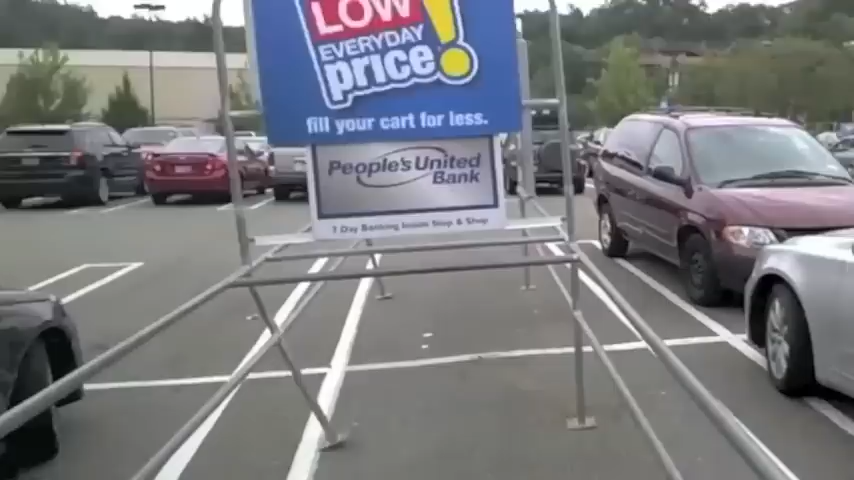 LOW
EVERYDAY
price!
fill your cart for less.
People's United
Bank
7 Day Banking Inside Stop & Shop